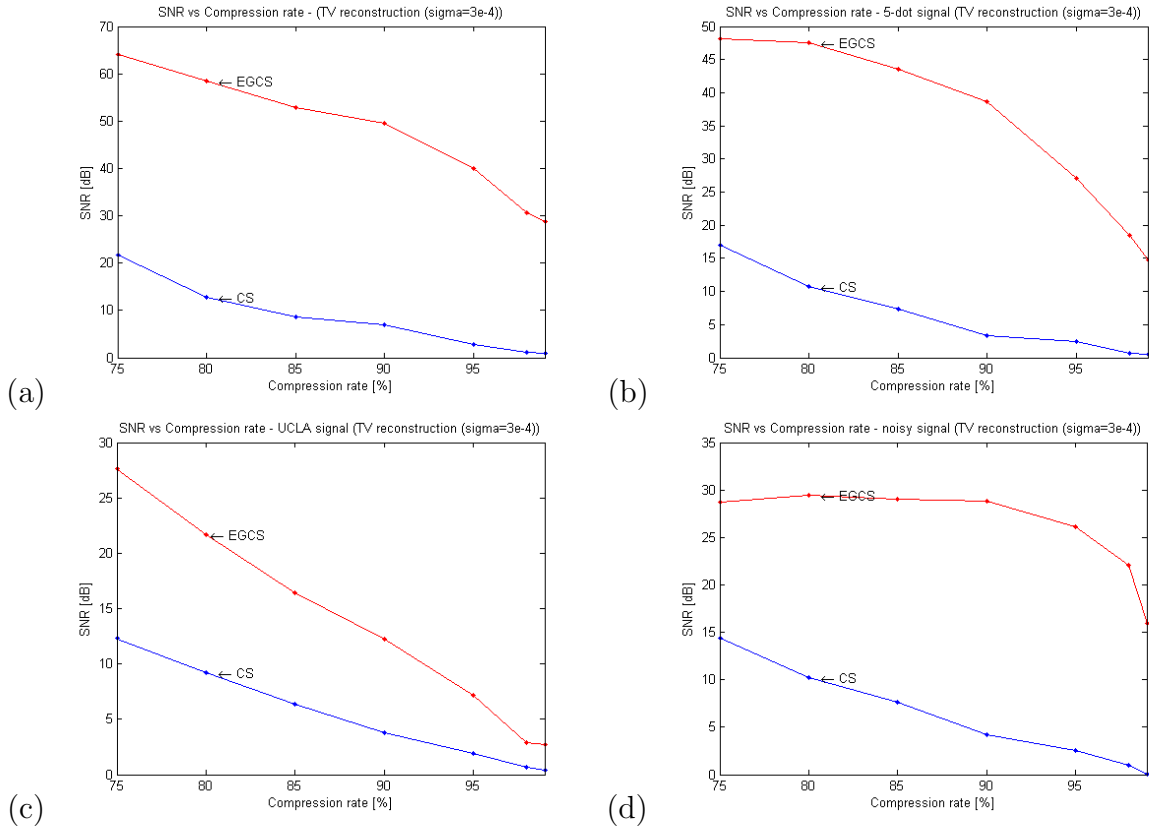 SNR vs Compression rate - (TV reconstruction (sigma=3e-4))
70
60
50
40
30
20
10
0
SNR [dB]
← EGCS
← CS
75 80 85 90 95
Compression rate [%]
(a)
SNR vs Compression rate - 5-dot signal (TV reconstruction (sigma=3e-4))
50
45
40
35
30
25
20
15
10
5
0
SNR [dB]
← EGCS
← CS
75 80 85 90 95
Compression rate [%]
(b)
SNR vs Compression rate - UCLA signal (TV reconstruction (sigma=3e-4))
30
25
20
15
10
5
0
SNR [dB]
← EGCS
← CS
75 80 85 90 95
Compression rate [%]
(c)
SNR vs Compression rate - noisy signal (TV reconstruction (sigma=3e-4))
35
30
25
20
15
10
5
0
SNR [dB]
← EGCS
← CS
75 80 85 90 95
Compression rate [%]
(d)